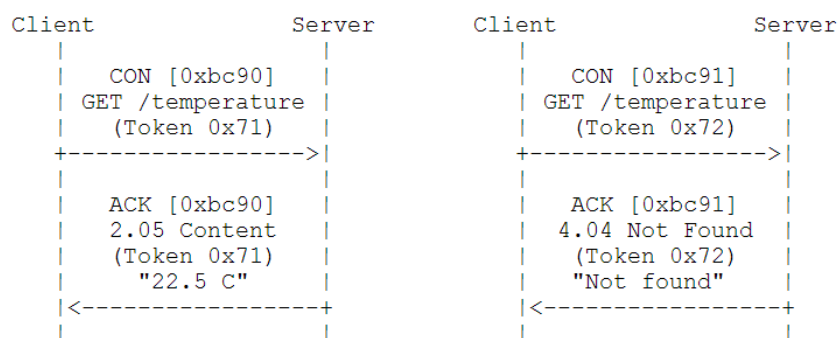 Client Server Client Server
CON [0xbc90] CON [0xbc91]
GET /temperature GET /temperature
(Token 0x71) (Token 0x72)
ACK [0xbc90] ACK [0xbc91]
2.05 Content 4.04 Not Found
(Token 0x71) (Token 0x72)
"22.5 C" "Not found"